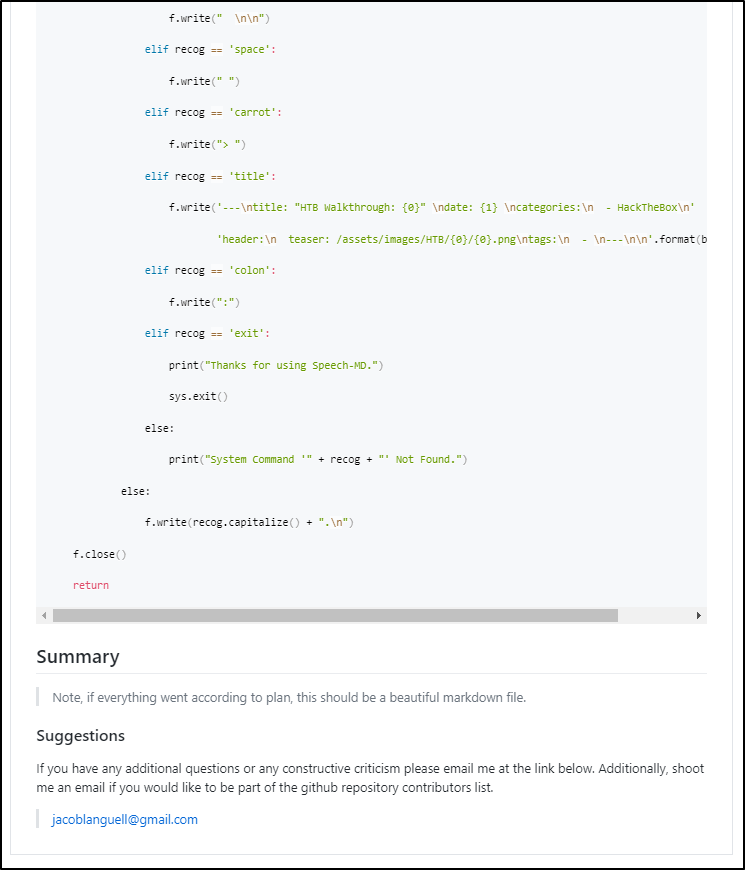 f.write("  \n\n")
elif recog == 'space':
f.write(" ")
elif recog == 'carrot':
f.write("> ")
elif recog == 'title':
f.write('---\ntitle: "HTB Walkthrough: {0}" \ndate: {1} \ncategories:\n  - HackTheBox\n'
'header:\n  teaser: /assets/images/HTB/{0}/{0}.png\ntags:\n  - \n---\n\n'.format(b
elif recog == 'colon':
f.write(":")
elif recog == 'exit':
print("Thanks for using Speech-MD.")
sys.exit()
else:
print("System Command '" + recog + "' Not Found.")
else:
f.write(recog.capitalize() + ".\n")
f.close()
return
Summary
Note, if everything went according to plan, this should be a beautiful markdown file.
Suggestions
If you have any additional questions or any constructive criticism please email me at the link below. Additionally, shoot
me an email if you would like to be part of the github repository contributors list.
jacoblanguell@gmail.com